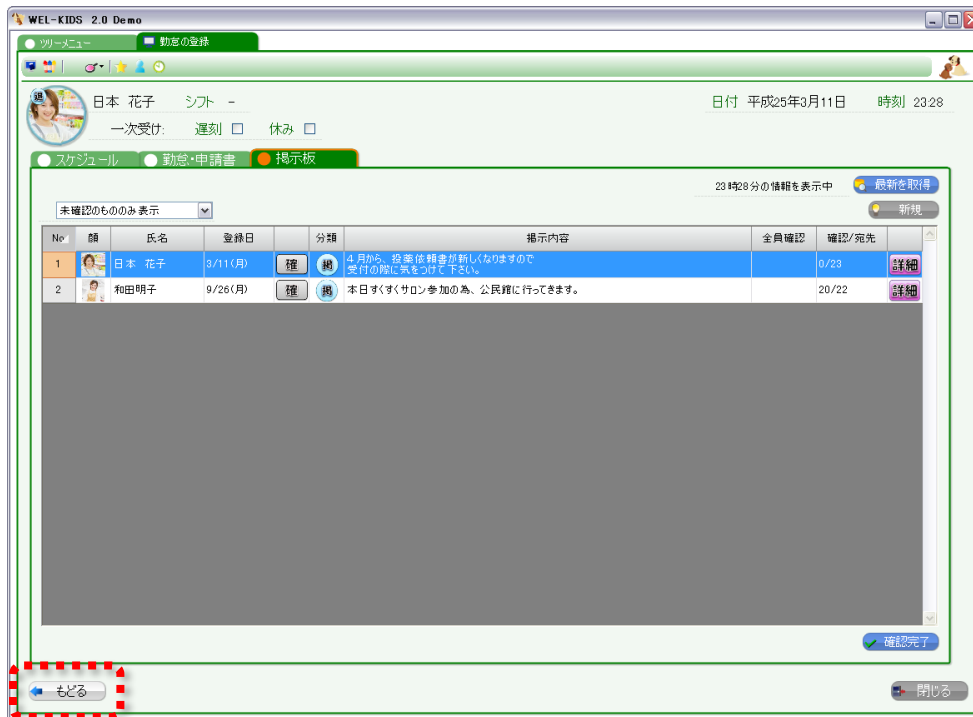 WEL-KIDS 2.0 Demo
ツリーメニュー 勤怠の登録
選 日本 花子 シフト - 日付 平成25年3月11日 時刻 23:28
一次受け: 遅刻 休み
スケジュール 勤怠・申請書 掲示板
23時28分の情報を表示中 最新を取得
未確認のもののみ表示 新規
No 顔 氏名 登録日 分類 掲示内容 全員確認 確認/宛先
1 日本 花子 3/11(月) 確 掲 4月から、投薬依頼書が新しくなりますので 0/23 詳細
受付の際に気をつけて下さい。
2 和田明子 9/26(月) 確 掲 本日すくすくサロン参加の為、公民館に行ってきます。 20/22 詳細
確認完了
もどる 閉じる